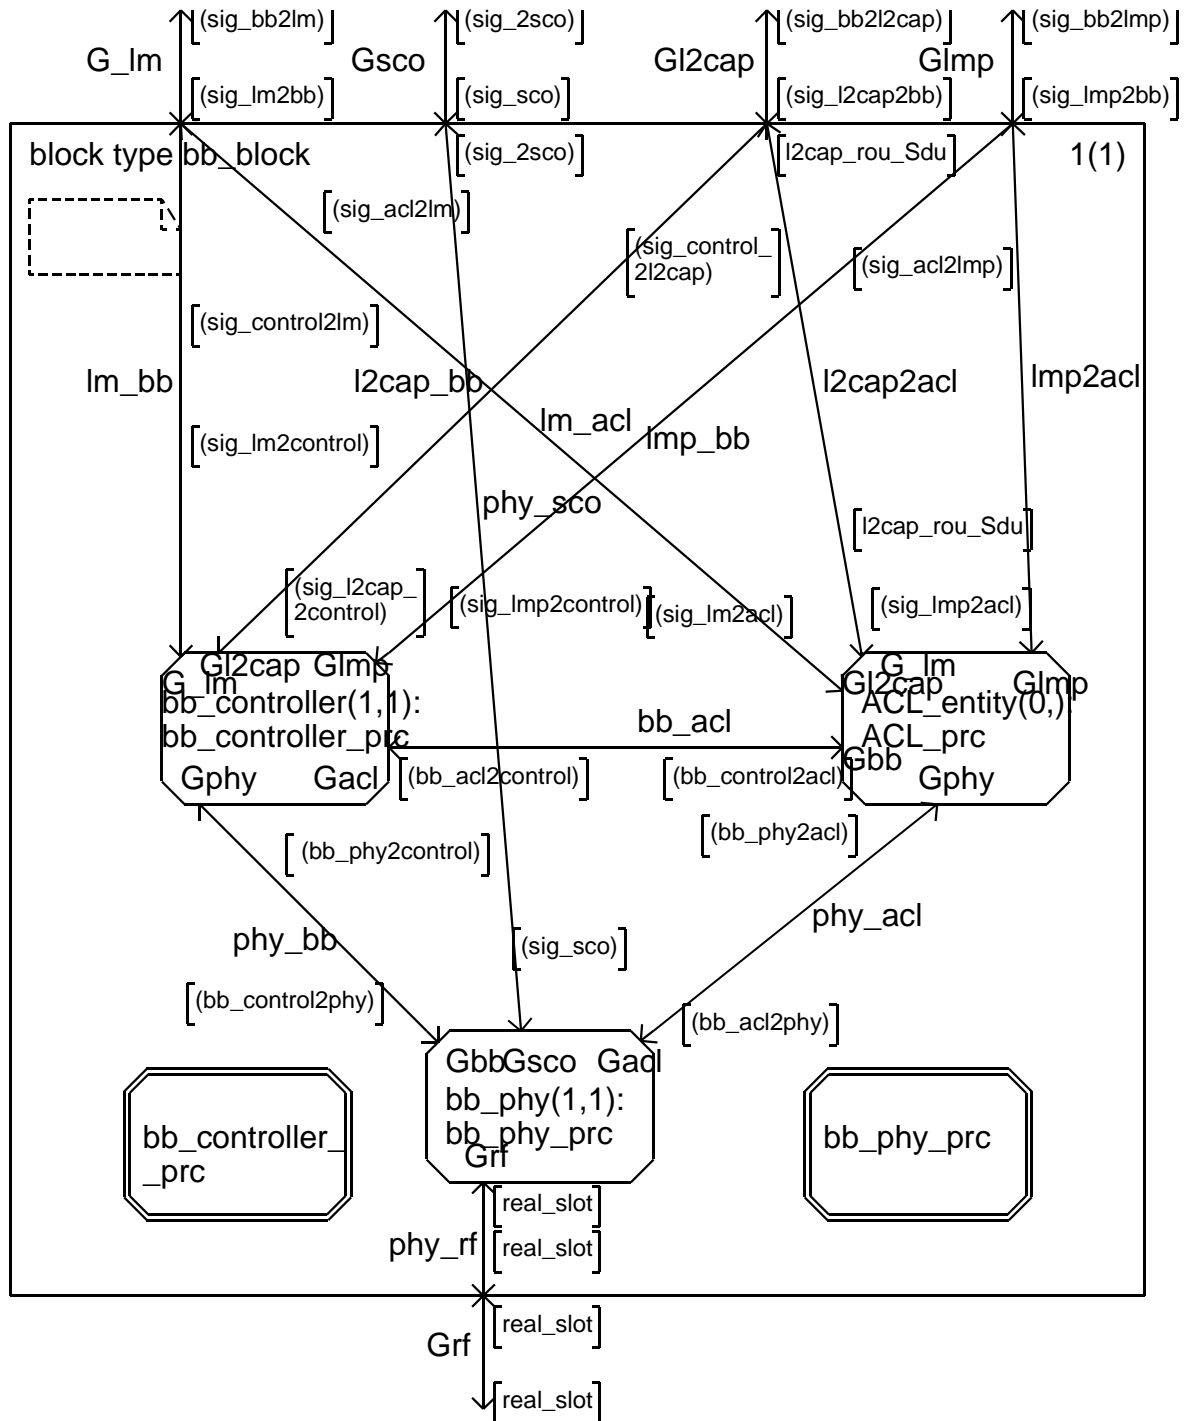 (sig_bb2lm)
(sig_2sco)
(sig_bb2l2cap)
(sig_bb2lmp)
G_lm
Gsco
Gl2cap
Glmp
(sig_lm2bb)
(sig_sco)
(sig_l2cap2bb)
(sig_lmp2bb)
block type bb_block
(sig_2sco)
l2cap_rou_Sdu
1(1)
(sig_acl2lm)
(sig_control_
2l2cap)
(sig_acl2lmp)
(sig_control2lm)
lm_bb
l2cap_bb
l2cap2acl
lmp2acl
lm_acl
lmp_bb
(sig_lm2control)
phy_sco
l2cap_rou_Sdu
(sig_l2cap_
2control)
(sig_lmp2control)
(sig_lm2acl)
(sig_lmp2acl)
Gl2cap
Glmp
G_lm
bb_controller(1,1):
bb_controller_prc
Gphy
Gacl
G_lm
Gl2cap
Glmp
ACL_entity(0,):
ACL_prc
Gbb
Gphy
bb_acl
(bb_acl2control)
(bb_control2acl)
(bb_phy2control)
(bb_phy2acl)
phy_bb
(sig_sco)
phy_acl
(bb_control2phy)
(bb_acl2phy)
Gbb
Gsco
Gacl
bb_phy(1,1):
bb_phy_prc
Grf
bb_controller_
_prc
bb_phy_prc
real_slot
phy_rf
real_slot
real_slot
Grf
real_slot